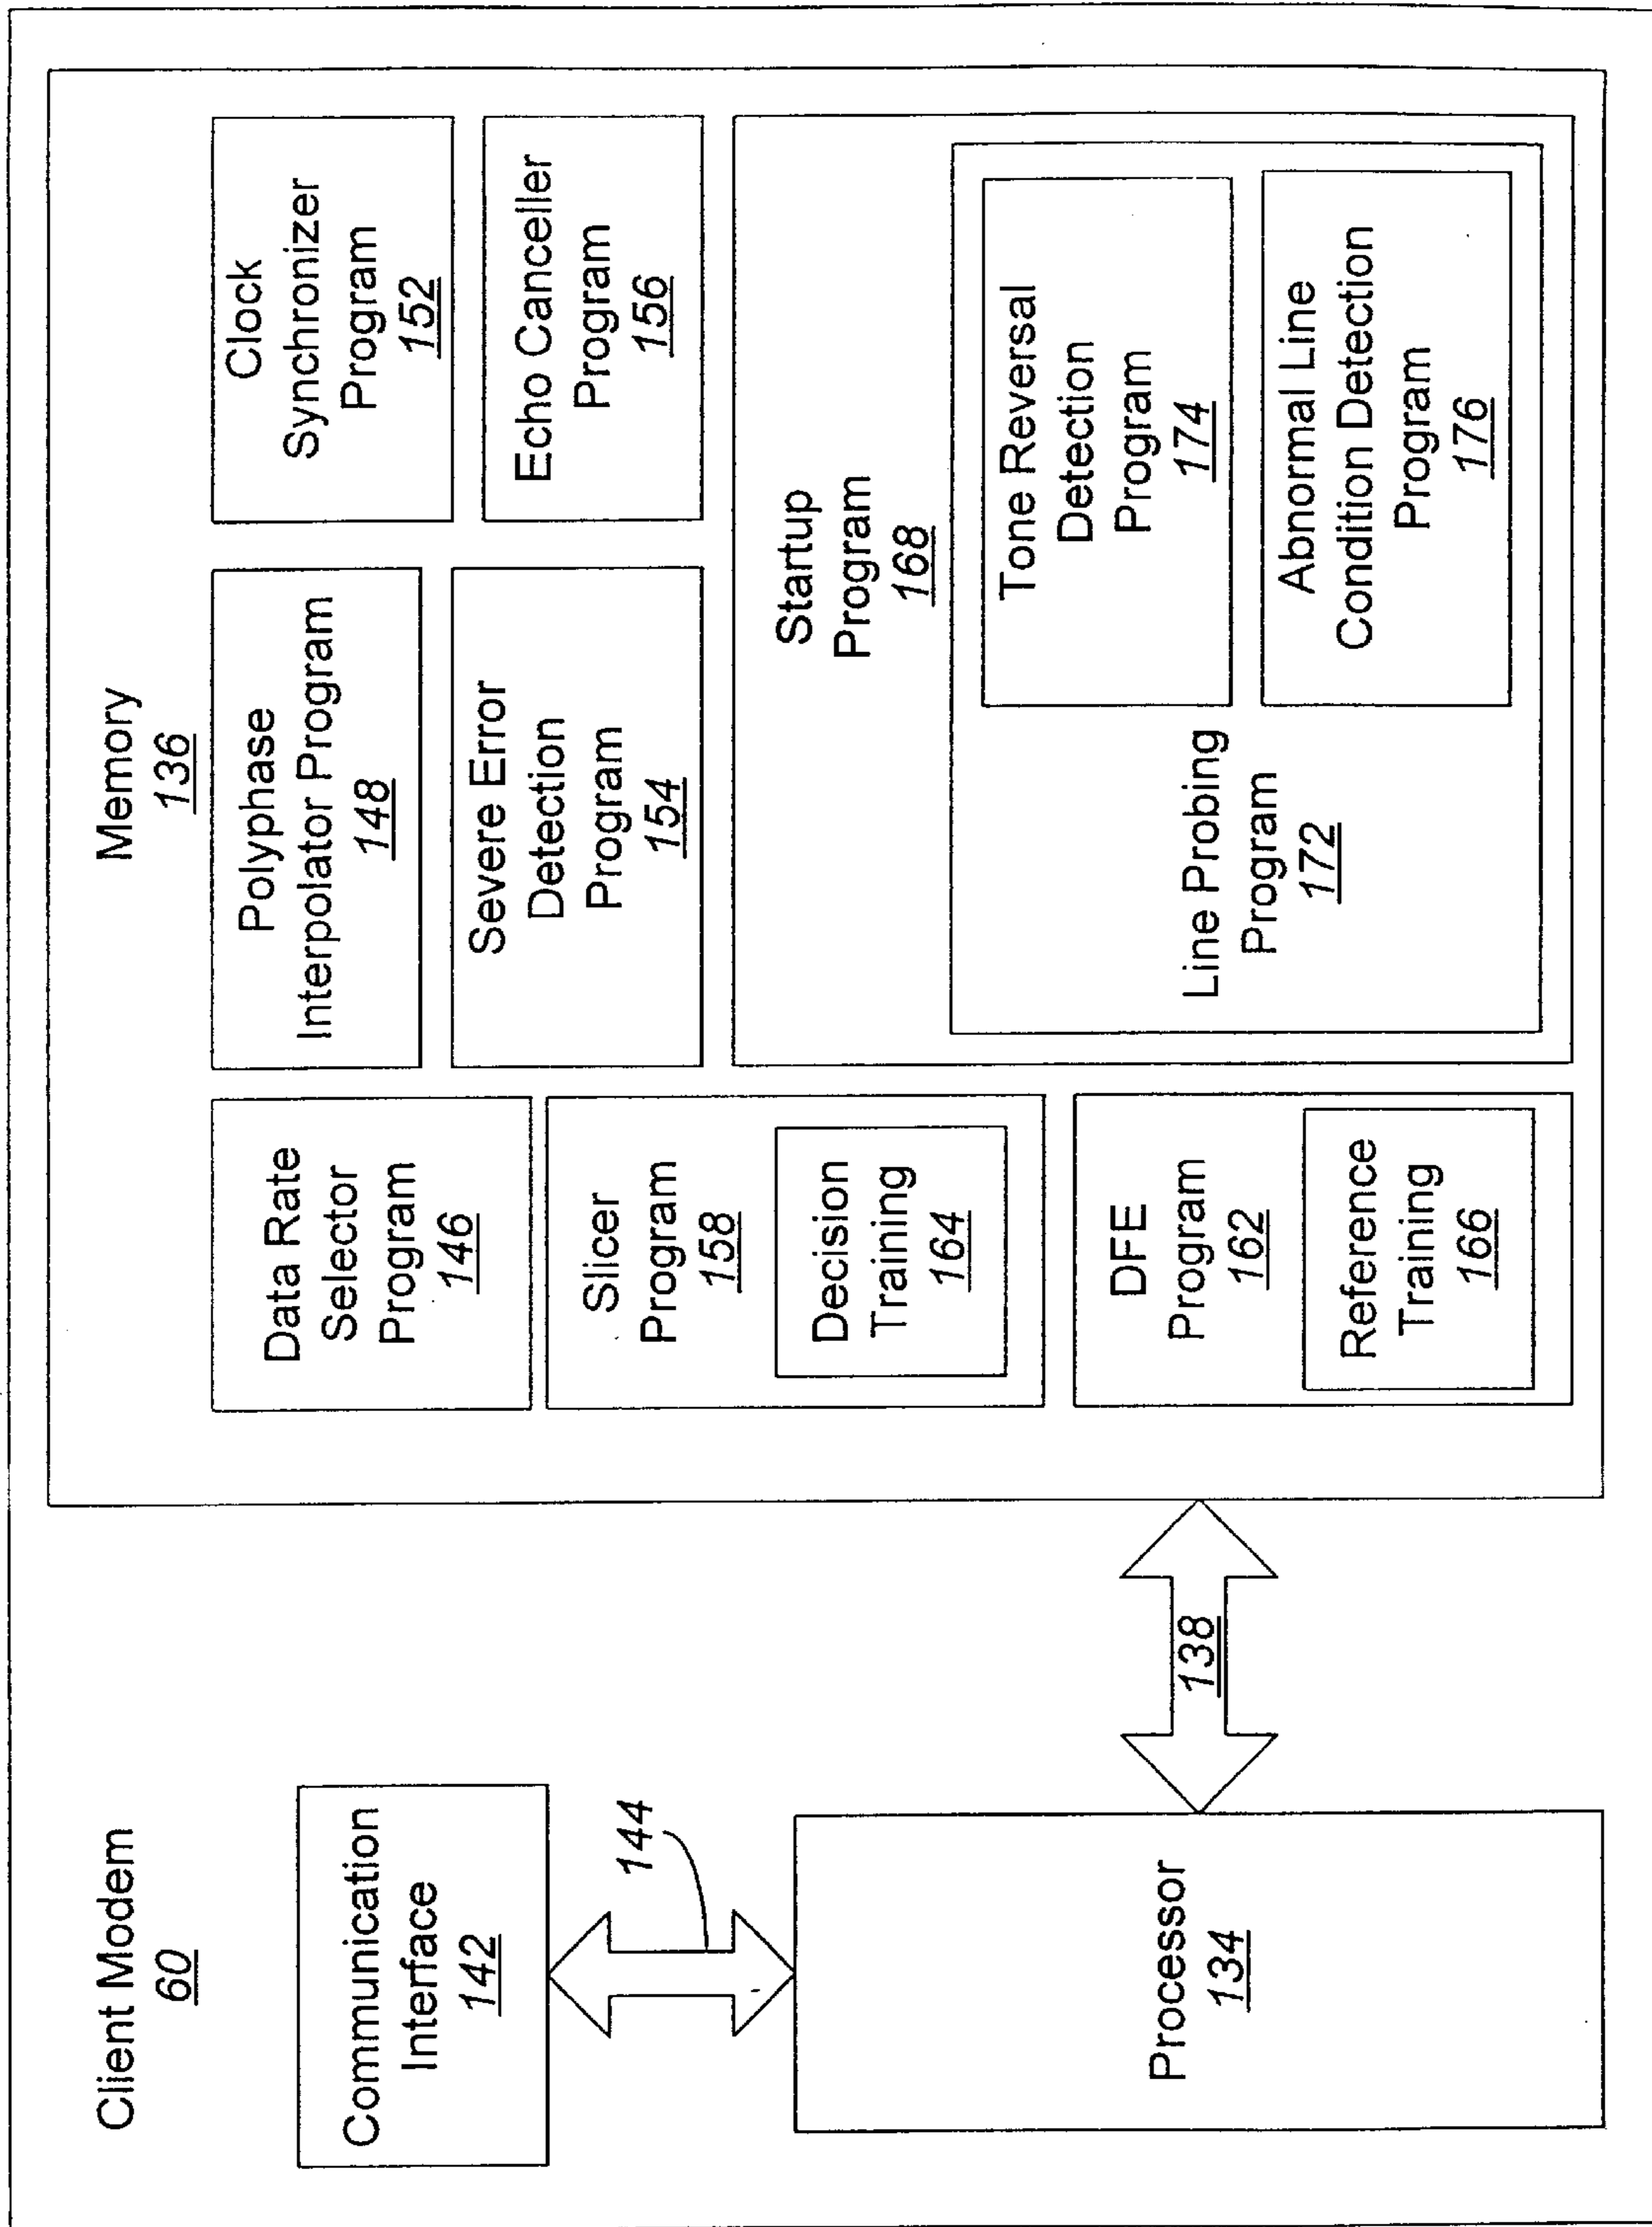 Client Modem
60
Communication
Interface
142
144
Processor
134
138
Memory
136
Data Rate
Selector
Program
146
Polyphase
Interpolator Program
148
Clock
Synchronizer
Program
152
Severe Error
Detection
Program
154
Echo Canceller
Program
156
Slicer
Program
158
Decision
Training
164
DFE
Program
162
Reference
Training
166
Startup
Program
168
Line Probing
Program
172
Tone Reversal
Detection
Program
174
Abnormal Line
Condition Detection
Program
176